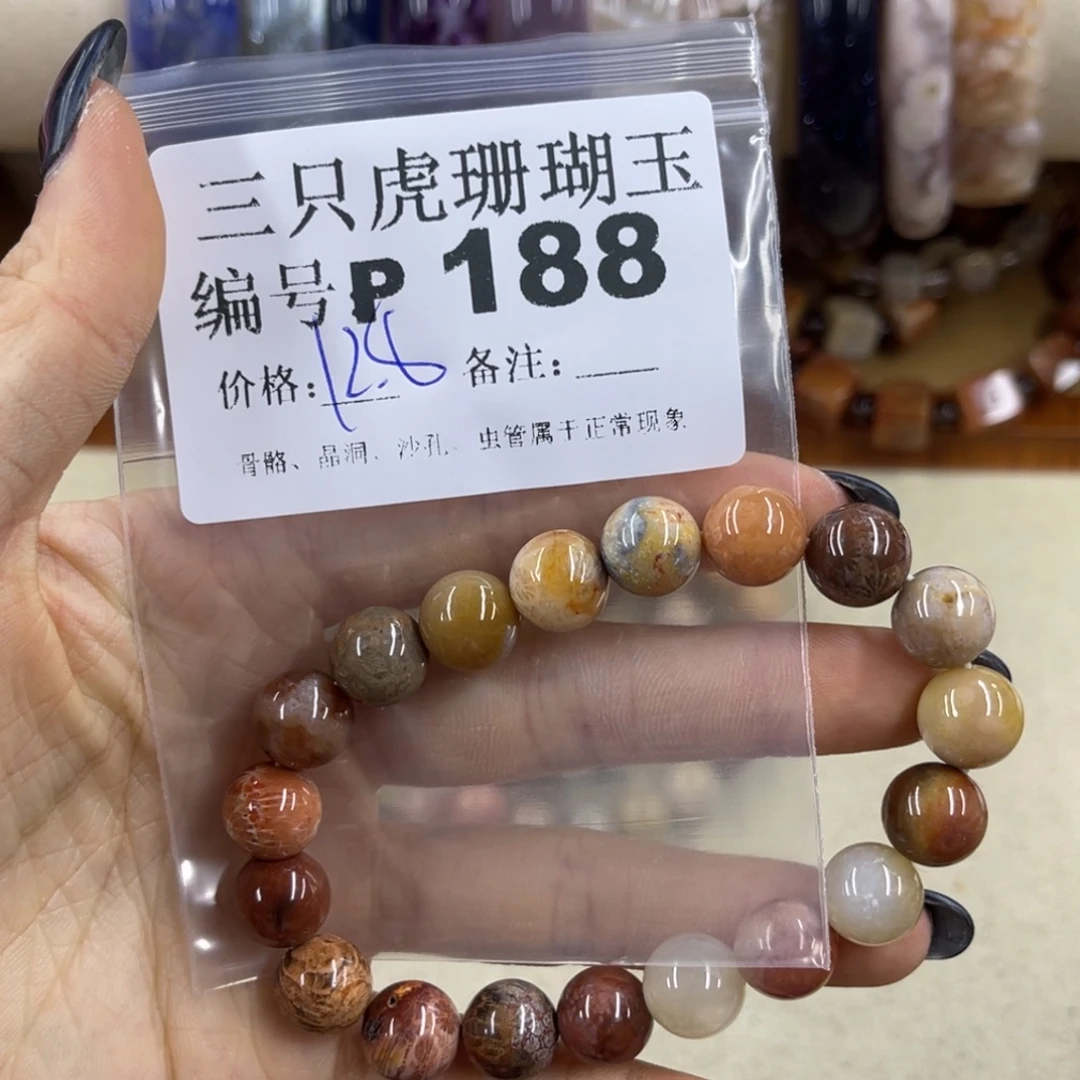 三只虎珊瑚玉
编号P 188
价格:128 备注:____
骨骼、晶洞、沙孔、虫管属于正常现象